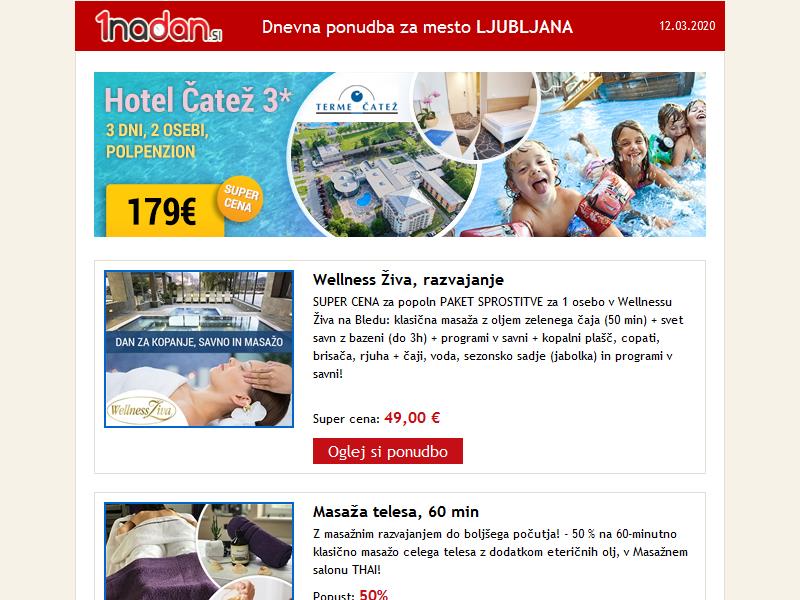 1nadan.si
Dnevna ponudba za mesto LJUBLJANA
12.03.2020
Hotel Čatež 3*
3 DNI, 2 OSEBI,
POLPENZION
179€
SUPER
CENA
TERME ČATEŽ
Wellness Živa, razvajanje
SUPER CENA za popoln PAKET SPROSTITVE za 1 osebo v Wellnessu
Živa na Bledu: klasična masaža z oljem zelenega čaja (50 min) + svet
savn z bazeni (do 3h) + programi v savni + kopalni plašč, copati,
brisača, rjuha + čaji, voda, sezonsko sadje (jabolka) in programi v
savni!
DAN ZA KOPANJE, SAVNO IN MASAŽO
Wellness Živa
Super cena: 49,00 €
Oglej si ponudbo
Masaža telesa, 60 min
Z masažnim razvajanjem do boljšega počutja! - 50 % na 60-minutno
klasično masažo celega telesa z dodatkom eteričnih olj, v Masažnem
salonu THAI!
Popust: 50%